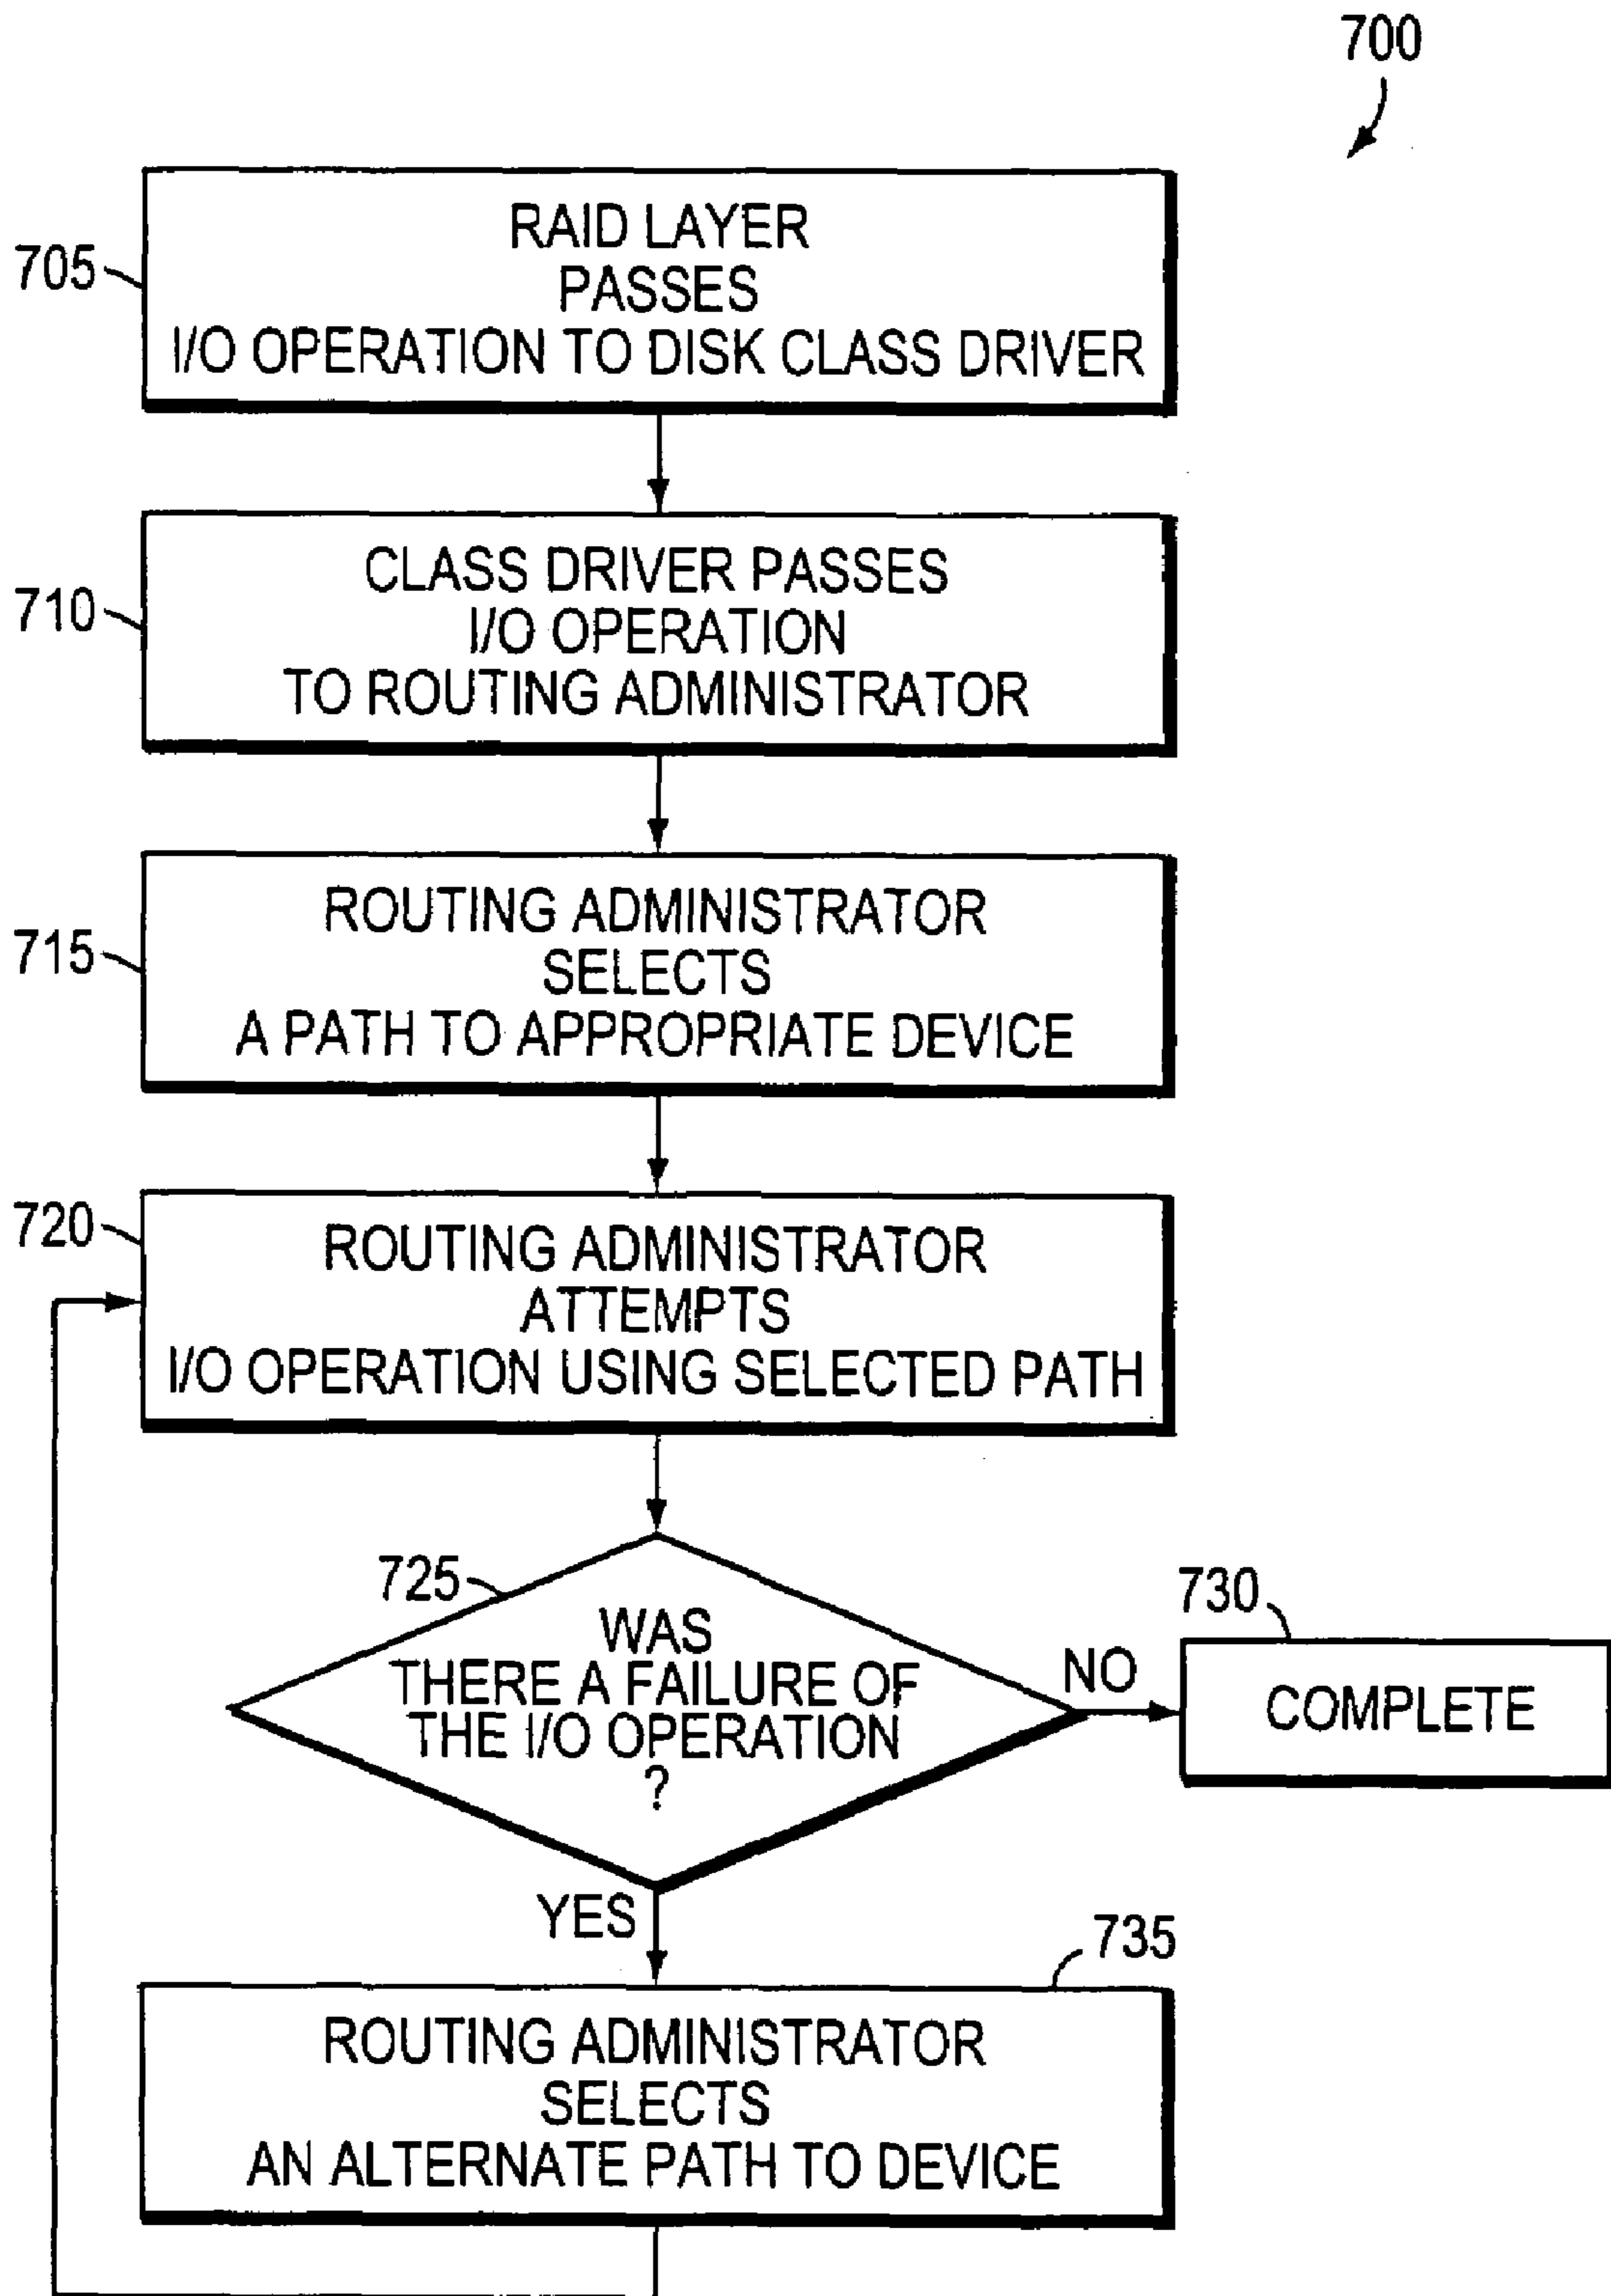 700
705
RAID LAYER
PASSES
I/O OPERATION TO DISK CLASS DRIVER
710
CLASS DRIVER PASSES
I/O OPERATION
TO ROUTING ADMINISTRATOR
715
ROUTING ADMINISTRATOR
SELECTS
A PATH TO APPROPRIATE DEVICE
720
ROUTING ADMINISTRATOR
ATTEMPTS
I/O OPERATION USING SELECTED PATH
725
WAS
THERE A FAILURE OF
THE I/O OPERATION
?
NO
730
COMPLETE
YES
735
ROUTING ADMINISTRATOR
SELECTS
AN ALTERNATE PATH TO DEVICE